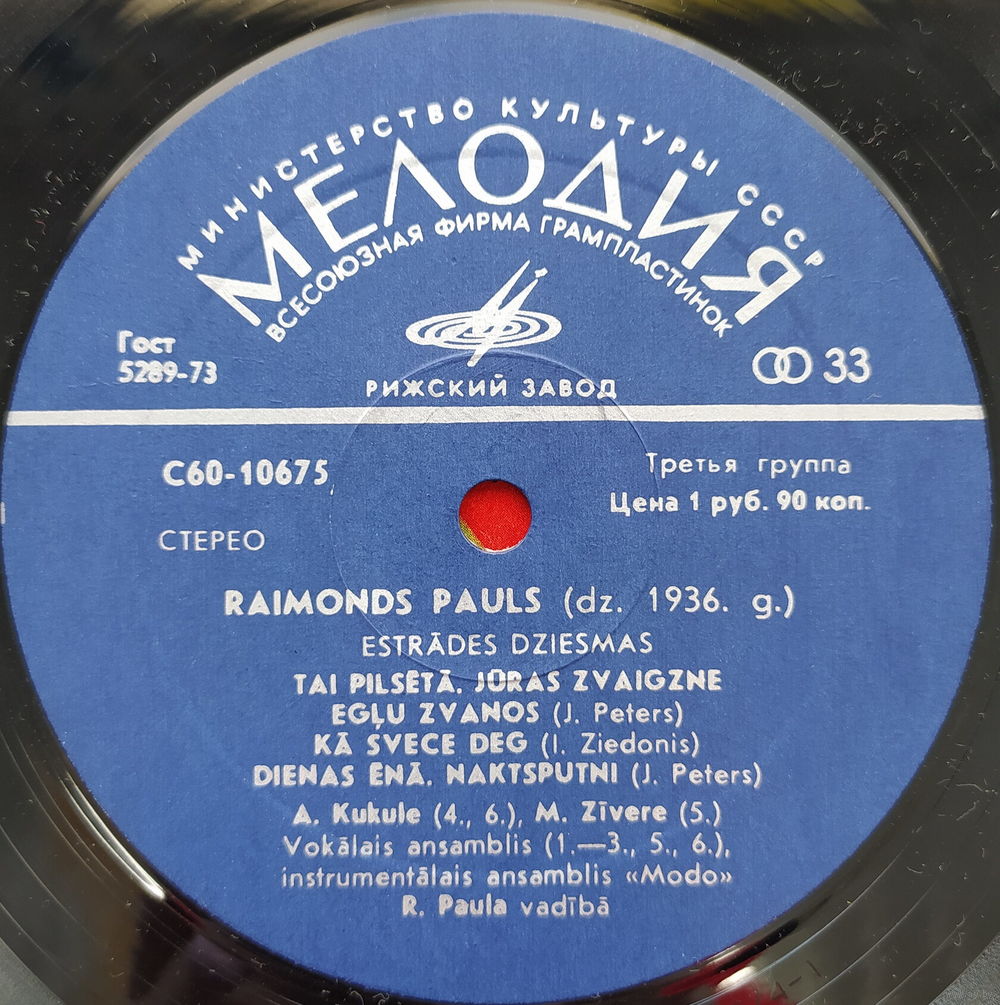 МИНИСТЕРСТВО КУЛЬТУРЫ СССР
МЕЛОДИЯ
ВСЕСОЮЗНАЯ ФИРМА ГРАМПЛАСТИНОК
Гост
5289-73
33
РИЖСКИЙ ЗАВОД
С60-10675
Третья группа
Цена 1 руб. 90 коп.
СТЕРЕО
RAIMONDS PAULS (dz. 1936. g.)
ESTRĀDES DZIESMAS
TAI PILSĒTĀ. JŪRAS ZVAIGZNE
EGĻU ZVANOS (J. Peters)
KĀ SVECE DEG (I. Ziedonis)
DIENAS ĒNĀ. NAKTSPUTNI (J. Peters)
A. Kukule (4., 6.), M. Zīvere (5.)
Vokālais ansamblis (1.—3., 5., 6.),
instrumentālais ansamblis «Modo»
R. Paula vadībā